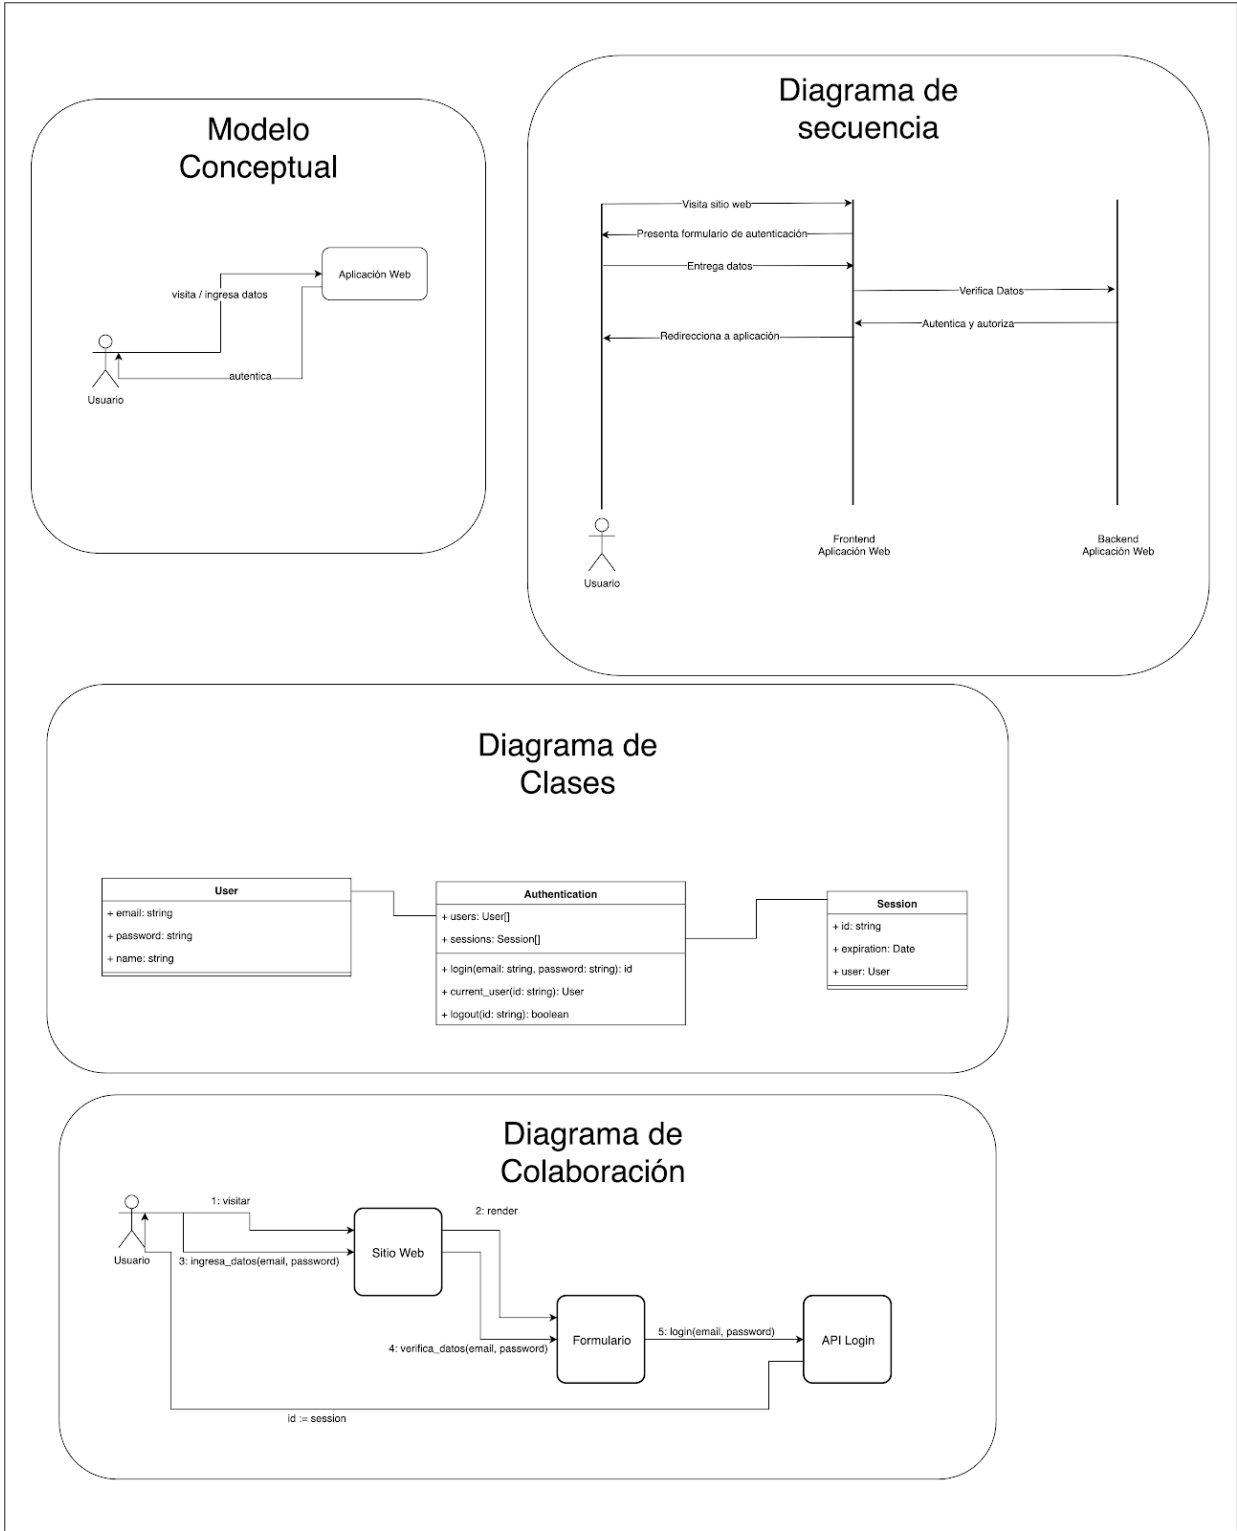 Modelo
Conceptual
Aplicación Web
visita / ingresa datos
autentica
Usuario
Diagrama de
secuencia
Visita sitio web
Presenta formulario de autenticación
Entrega datos
Verifica Datos
Autentica y autoriza
Redirecciona a aplicación
Usuario
Frontend
Aplicación Web
Backend
Aplicación Web
Diagrama de
Clases
User
+ email: string
+ password: string
+ name: string
Authentication
+ users: User[]
+ sessions: Session[]
+ login(email: string, password: string): id
+ current_user(id: string): User
+ logout(id: string): boolean
Session
+ id: string
+ expiration: Date
+ user: User
Diagrama de
Colaboración
1: visitar
2: render
Usuario
3: ingresa_datos(email, password)
Sitio Web
4: verifica_datos(email, password)
Formulario
5: login(email, password)
API Login
id := session